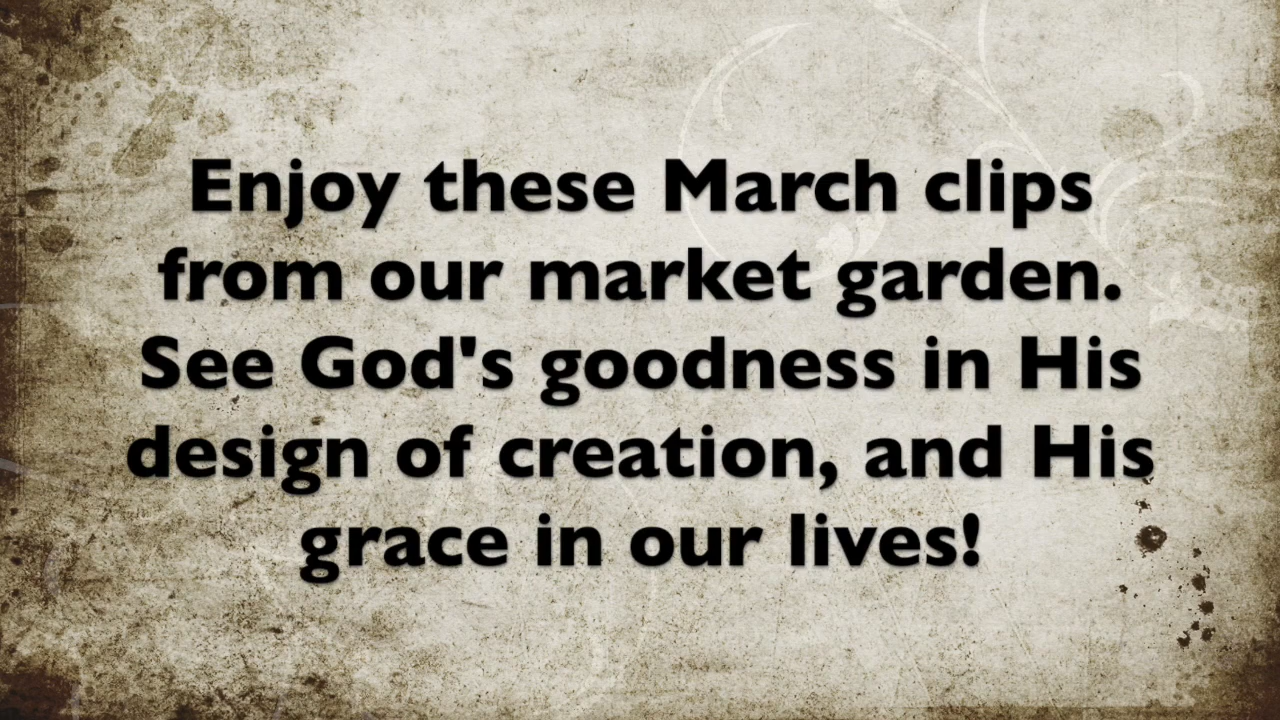 Enjoy these March clips
from our market garden.
See God's goodness in His
design of creation, and His
grace in our lives!